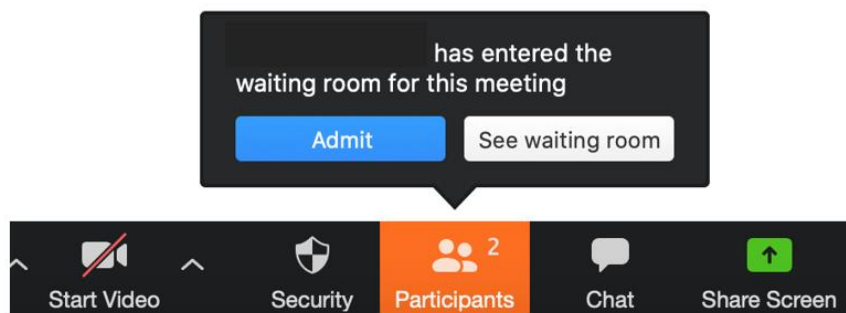 has entered the
waiting room for this meeting
Admit
See waiting room
2
Start Video
Security
Participants
Chat
Share Screen